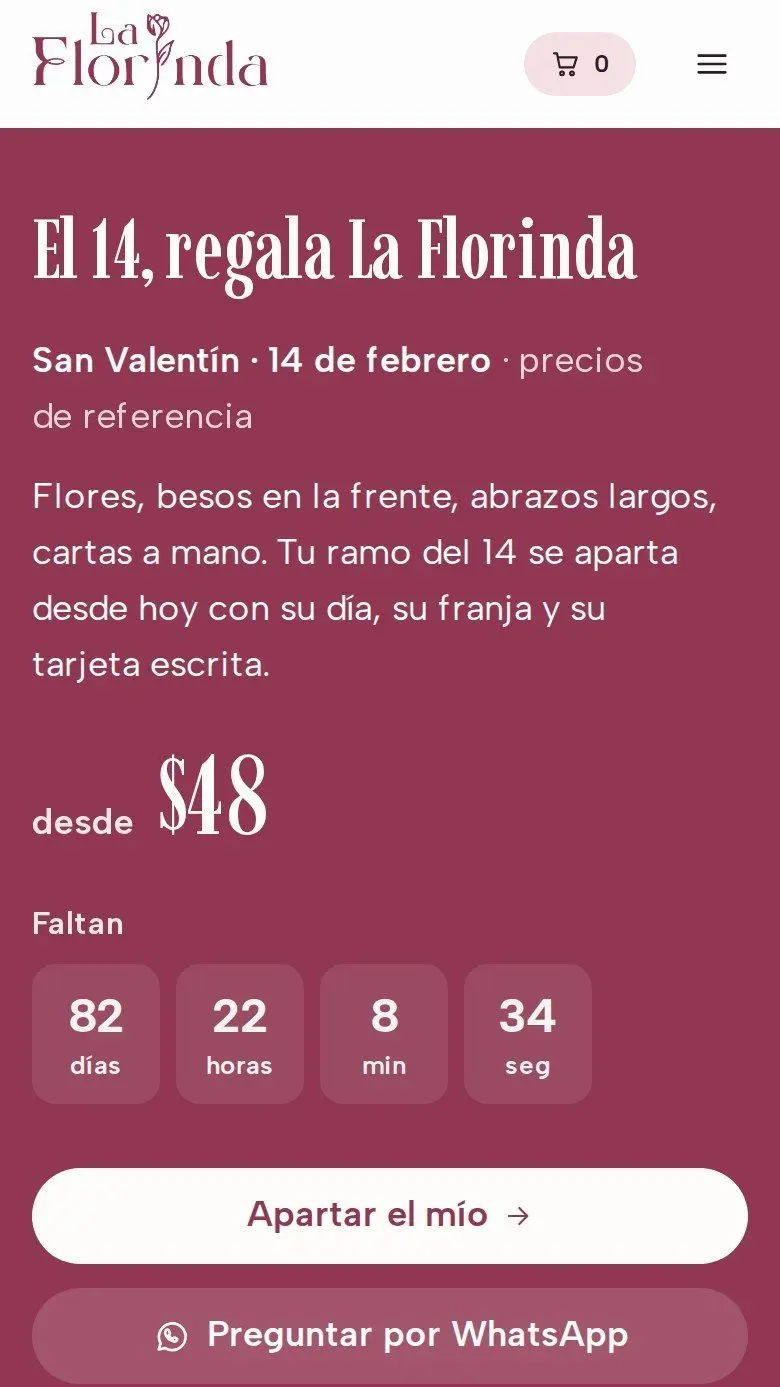 La
Florinda
0
El 14, regala La Florinda
San Valentín · 14 de febrero · precios
de referencia
Flores, besos en la frente, abrazos largos,
cartas a mano. Tu ramo del 14 se aparta
desde hoy con su día, su franja y su
tarjeta escrita.
desde $48
Faltan
82 22 8 34
días horas min seg
Apartar el mío →
Preguntar por WhatsApp